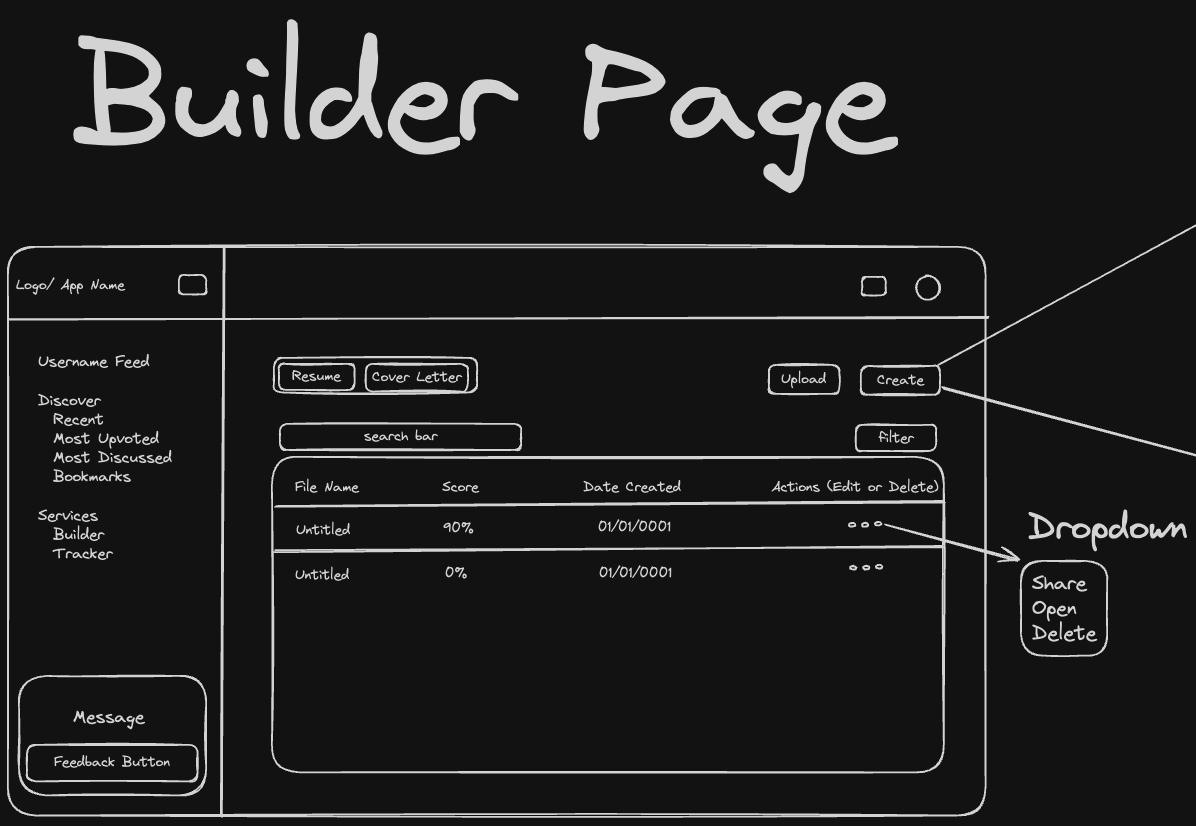 Builder Page
Logo/ App Name
Username Feed
Discover
Recent
Most Upvoted
Most Discussed
Bookmarks
Services
Builder
Tracker
Message
Feedback Button
Resume
Cover Letter
Upload
Create
search bar
filter
File Name Score Date Created Actions (Edit or Delete)
Untitled 90% 01/01/0001
Untitled 0% 01/01/0001
Dropdown
Share
Open
Delete